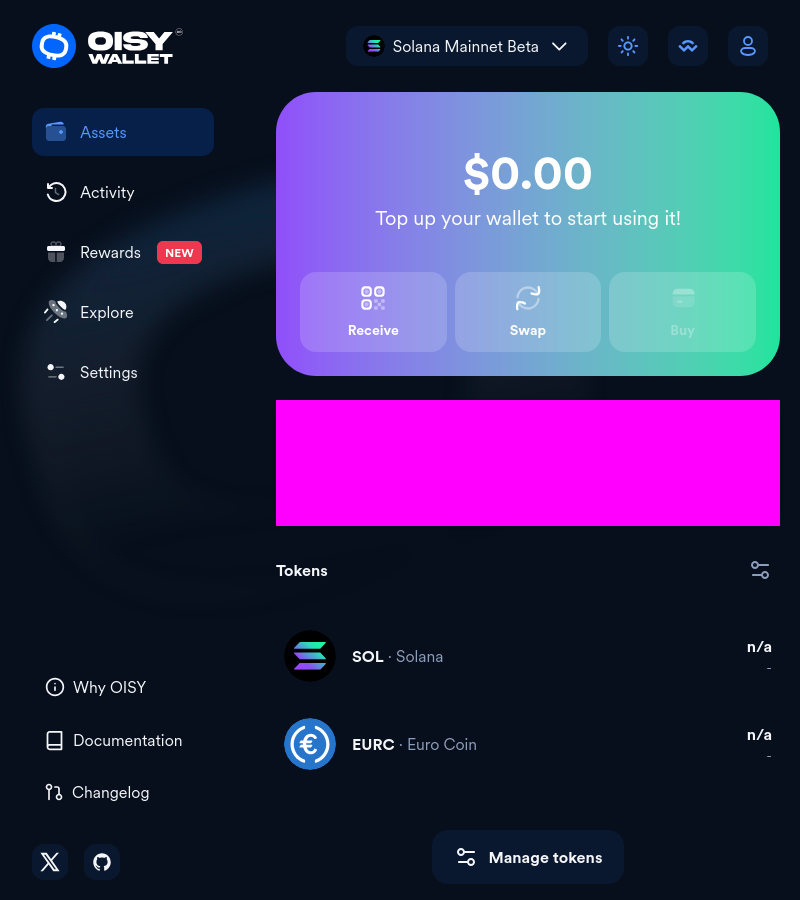 OISY
WALLET
Solana Mainnet Beta
Assets
Activity
Rewards NEW
Explore
Settings
$0.00
Top up your wallet to start using it!
Receive
Swap
Buy
Tokens
SOL · Solana
n/a
-
EURC · Euro Coin
n/a
-
Why OISY
Documentation
Changelog
Manage tokens